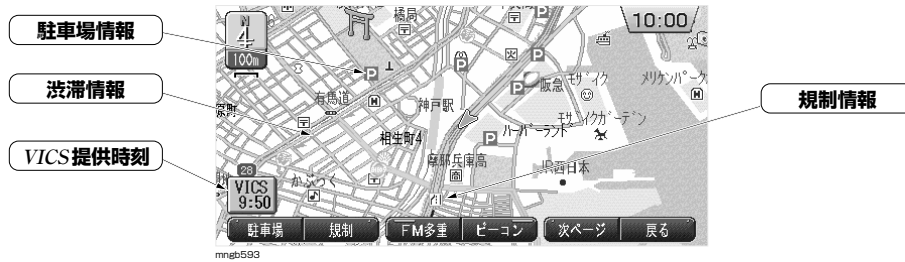 駐車場情報
渋滞情報
VICS提供時刻
規制情報
N
100m
10:00
橘局
有馬道
神戸駅
相生町4
阪急
モザイク
メリケンパーク
モザイクガーデン
ハーバーランド
JR西日本
兵庫高
かぶらく
28
VICS
9:50
駐車場
規制
FM多重
ビーコン
次ページ
戻る
mngb593